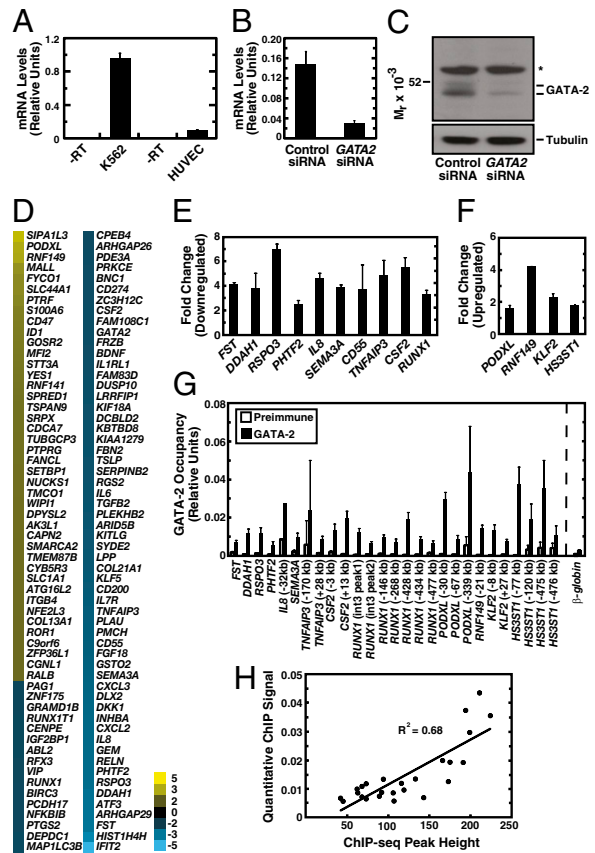 A
mRNA Levels
(Relative Units)
1.2
0.8
0.4
0
-RT
K562
-RT
HUVEC
B
mRNA Levels
(Relative Units)
0.20
0.16
0.12
0.08
0.04
0.00
Control
siRNA
GATA2
siRNA
C
Mr x 10-3
52
*
GATA-2
Tubulin
Control
siRNA
GATA2
siRNA
D
SIPA1L3
PODXL
RNF149
MALL
FYCO1
SLC44A1
PTRF
S100A6
CD47
ID1
GOSR2
MFI2
STT3A
YES1
RNF141
SPRED1
TSPAN9
SRPX
CDCA7
TUBGCP3
PTPRG
FANCL
SETBP1
NUCKS1
TMCO1
WIPI1
DPYSL2
AK3L1
CAPN2
SMARCA2
TMEM87B
CYB5R3
SLC1A1
ATG16L2
ITGB4
NFE2L3
COL13A1
ROR1
C9orf6
ZFP36L1
CGNL1
RALB
PAG1
ZNF175
GRAMD1B
RUNX1T1
CENPE
IGF2BP1
ABL2
RFX3
VIP
RUNX1
BIRC3
PCDH17
NFKBIB
PTGS2
DEPDC1
MAP1LC3B
CPEB4
ARHGAP26
PDE3A
PRKCE
BNC1
CD274
ZC3H12C
CSF2
FAM108C1
GATA2
FRZB
BDNF
IL1RL1
FAM83D
DUSP10
LRRFIP1
KIF18A
DCBLD2
KBTBD8
KIAA1279
FBN2
TSLP
SERPINB2
RGS2
IL6
TGFB2
PLEKHB2
ARID5B
KITLG
SYDE2
LPP
COL21A1
KLF5
CD200
IL7R
TNFAIP3
PLAU
PMCH
CD55
FGF18
GSTO2
SEMA3A
CXCL3
DLX2
DKK1
INHBA
CXCL2
IL8
GEM
RELN
PHTF2
RSPO3
DDAH1
ATF3
ARHGAP29
FST
HIST1H4H
IFIT2
5
3
2
0
-2
-3
-5
E
Fold Change
(Downregulated)
8
6
4
2
0
FST
DDAH1
RSPO3
PHTF2
IL8
SEMA3A
CD55
TNFAIP3
CSF2
RUNX1
F
Fold Change
(Upregulated)
6
4
2
0
PODXL
RNF149
KLF2
HS3ST1
G
GATA-2 Occupancy
(Relative Units)
0.08
0.06
0.04
0.02
0
Preimmune
GATA-2
FST
DDAH1
RSPO3
PHTF2
IL8 (-32kb)
SEMA3A
TNFAIP3 (-170 kb)
TNFAIP3 (+28 kb)
CSF2 (-3 kb)
CSF2 (+13 kb)
RUNX1 (int3 peak1)
RUNX1 (int3 peak2)
RUNX1 (-146 kb)
RUNX1 (-268 kb)
RUNX1 (-428 kb)
RUNX1 (-434 kb)
RUNX1 (-477 kb)
PODXL (-30 kb)
PODXL (-67 kb)
PODXL (-339 kb)
RNF149 (-21 kb)
KLF2 (-8 kb)
KLF2 (+27 kb)
HS3ST1 (-77 kb)
HS3ST1 (-120 kb)
HS3ST1 (-475 kb)
HS3ST1 (-476 kb)
β-globin
H
Quantitative ChIP Signal
0.05
0.04
0.03
0.02
0.01
0
R2 = 0.68
0
50
100
150
200
250
ChIP-seq Peak Height